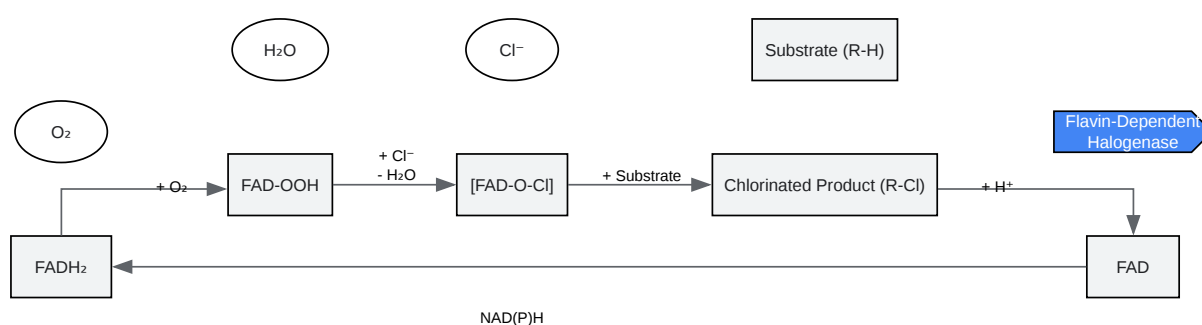 H₂O
Cl⁻
Substrate (R-H)
O₂
Flavin-Dependent
Halogenase
+ O₂
FAD-OOH
+ Cl⁻
- H₂O
[FAD-O-Cl]
+ Substrate
Chlorinated Product (R-Cl)
+ H⁺
FADH₂
FAD
NAD(P)H